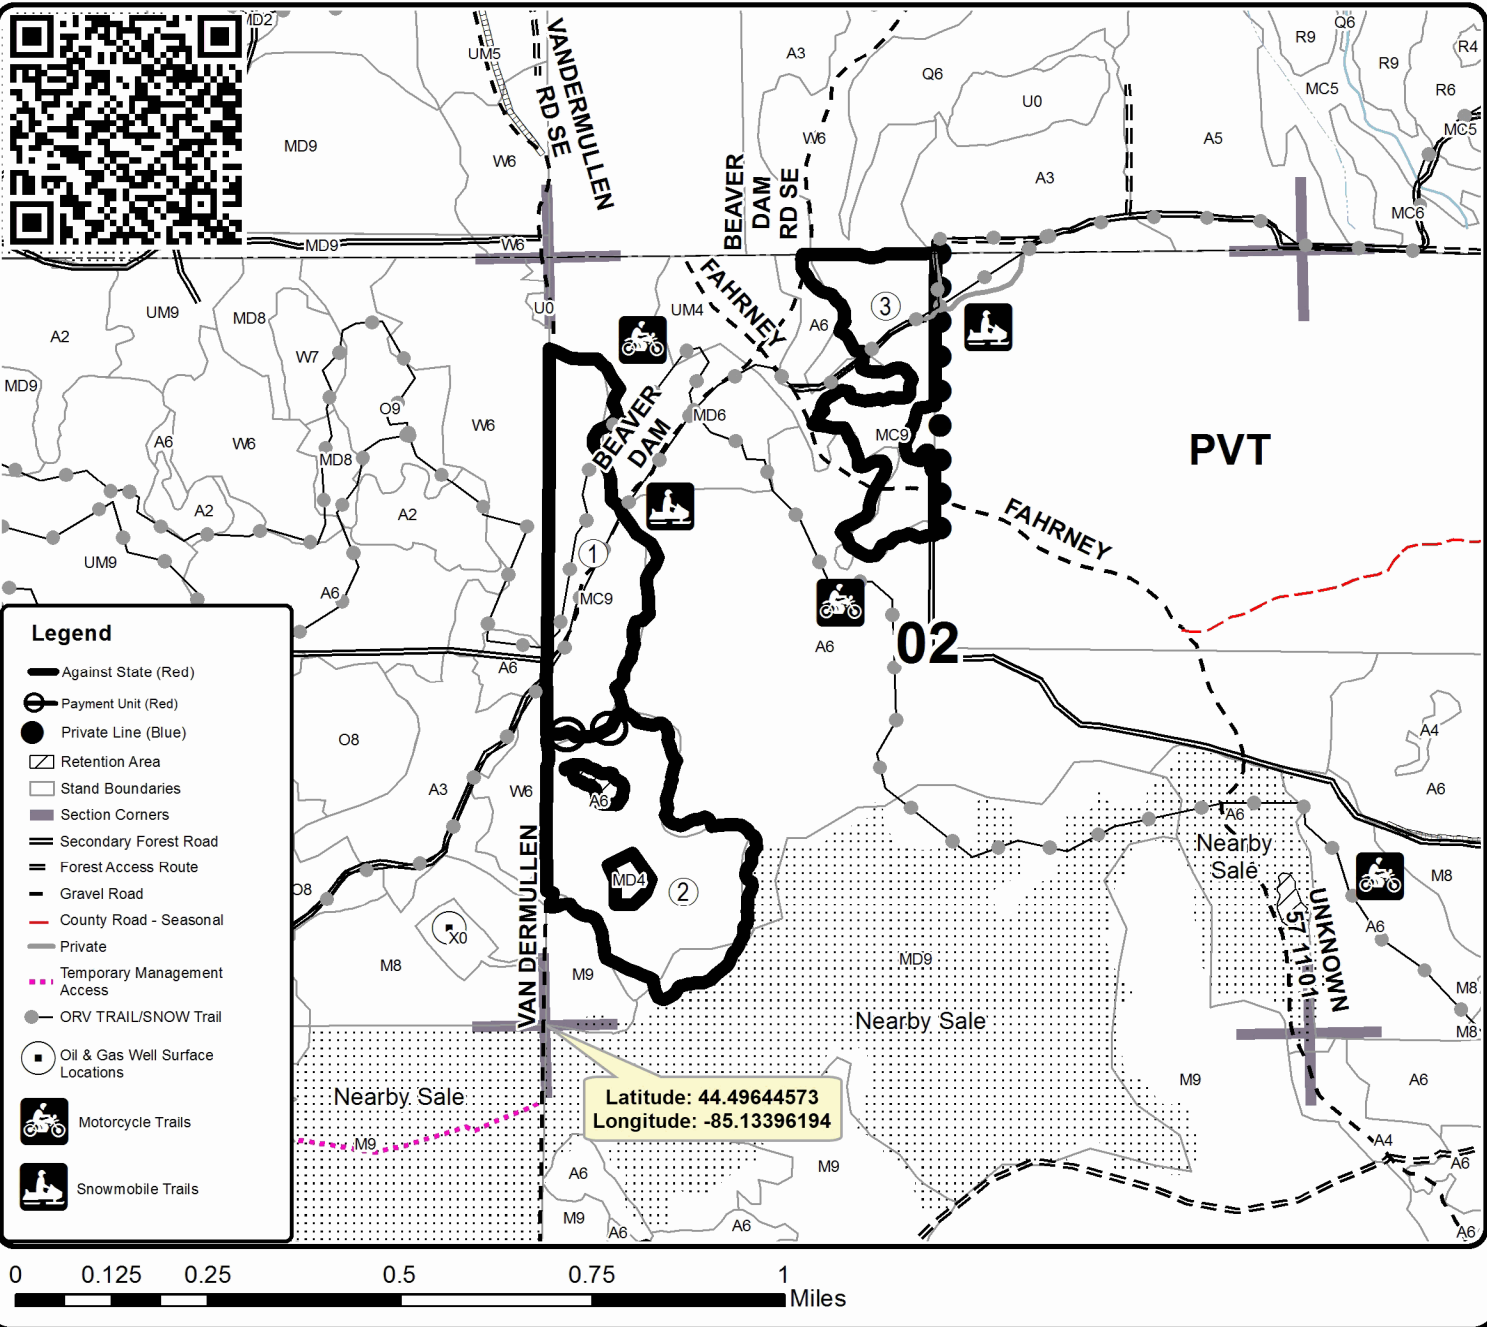 MD2
UM5
VANDERMULLEN
RD SE
A3
Q6
U0
R9
Q6
R9
R4
MC5
R6
MC5
MD9
W6
W6
A5
BEAVER
DAM
RD SE
A3
MC6
MD9
W6
FAHRNEY
U0
UM4
A6
3
A2
UM9
MD8
W7
MD9
O9
W6
MD6
A6
W6
MD8
BEAVER
DAM
MC9
PVT
A2
A2
FAHRNEY
UM9
1
A6
MC9
A6
02
A6
O8
A4
A3
W6
A6
A6
A6
Nearby
Sale
MD4
2
O8
M8
VAN DERMULLEN
UNKNOWN
57 1101
X0
A6
M8
M9
MD9
M8
Nearby Sale
M8
Latitude: 44.49644573
Longitude: -85.13396194
Nearby Sale
M9
A6
M9
A4
A6
A6
M9
M9
A6
A6
A6
Legend
Against State (Red)
Payment Unit (Red)
Private Line (Blue)
Retention Area
Stand Boundaries
Section Corners
Secondary Forest Road
Forest Access Route
Gravel Road
County Road - Seasonal
Private
Temporary Management
Access
ORV TRAIL/SNOW Trail
Oil & Gas Well Surface
Locations
Motorcycle Trails
Snowmobile Trails
0 0.125 0.25 0.5 0.75 1
Miles